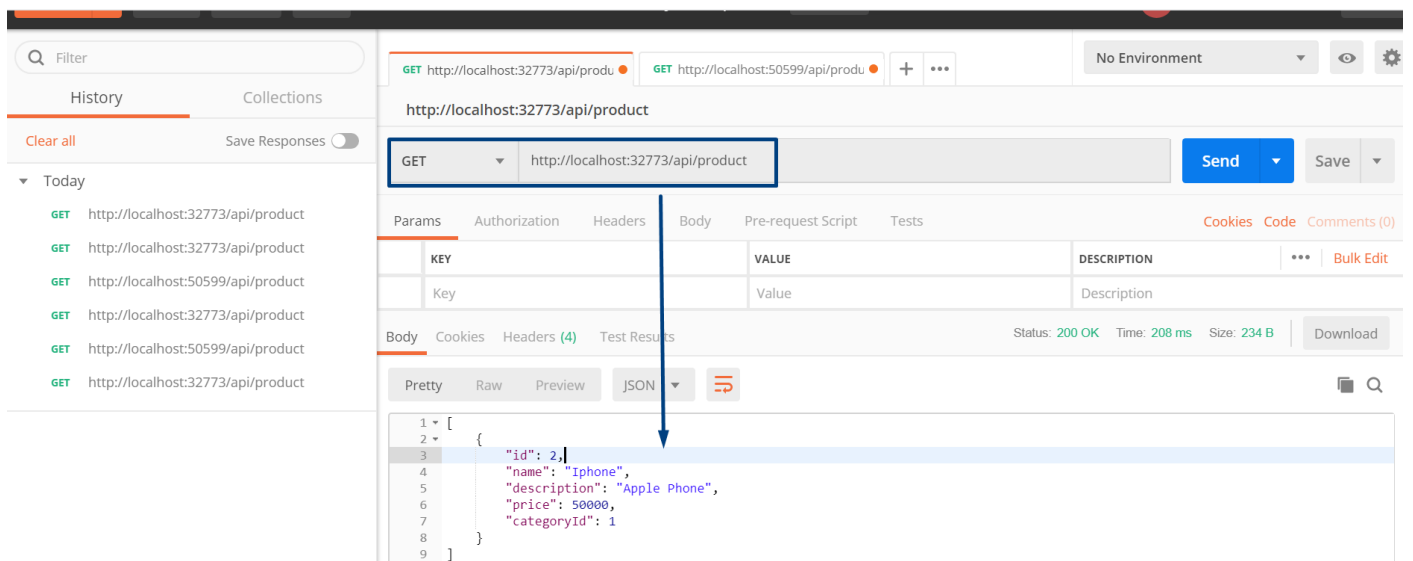 Filter
History Collections
Clear all Save Responses
Today
GET http://localhost:32773/api/product
GET http://localhost:32773/api/product
GET http://localhost:50599/api/product
GET http://localhost:32773/api/product
GET http://localhost:50599/api/product
GET http://localhost:32773/api/product
GET http://localhost:32773/api/produ GET http://localhost:50599/api/produ + ••• No Environment
http://localhost:32773/api/product
GET http://localhost:32773/api/product Send Save
Params Authorization Headers Body Pre-request Script Tests Cookies Code Comments (0)
KEY VALUE DESCRIPTION ••• Bulk Edit
Key Value Description
Body Cookies Headers (4) Test Results Status: 200 OK Time: 208 ms Size: 234 B Download
Pretty Raw Preview JSON
1 [
2 {
3 "id": 2,
4 "name": "Iphone",
5 "description": "Apple Phone",
6 "price": 50000,
7 "categoryId": 1
8 }
9 ]